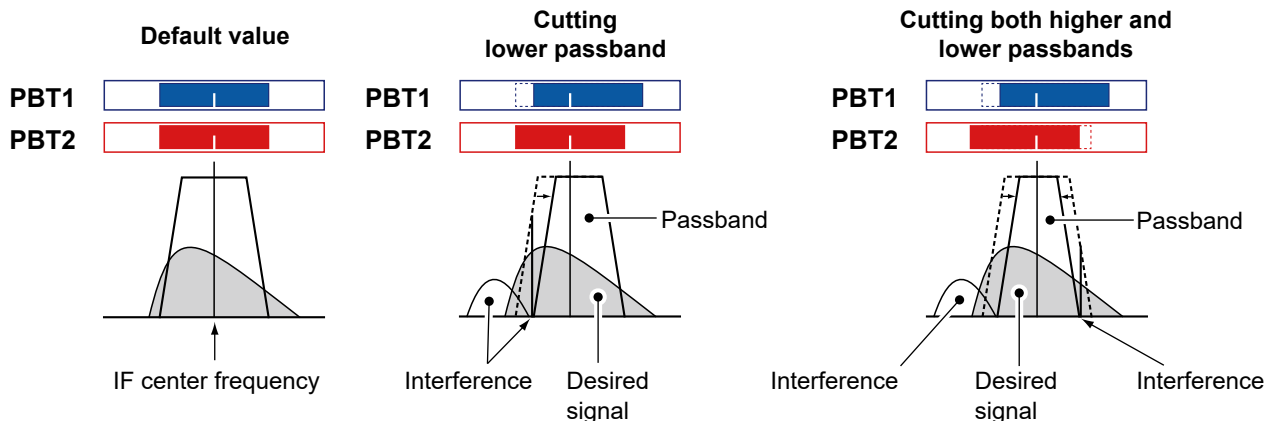 Default value
PBT1
PBT2
IF center frequency
Cutting
lower passband
PBT1
PBT2
Passband
Interference
Desired
signal
Cutting both higher and
lower passbands
PBT1
PBT2
Passband
Interference
Desired
signal
Interference